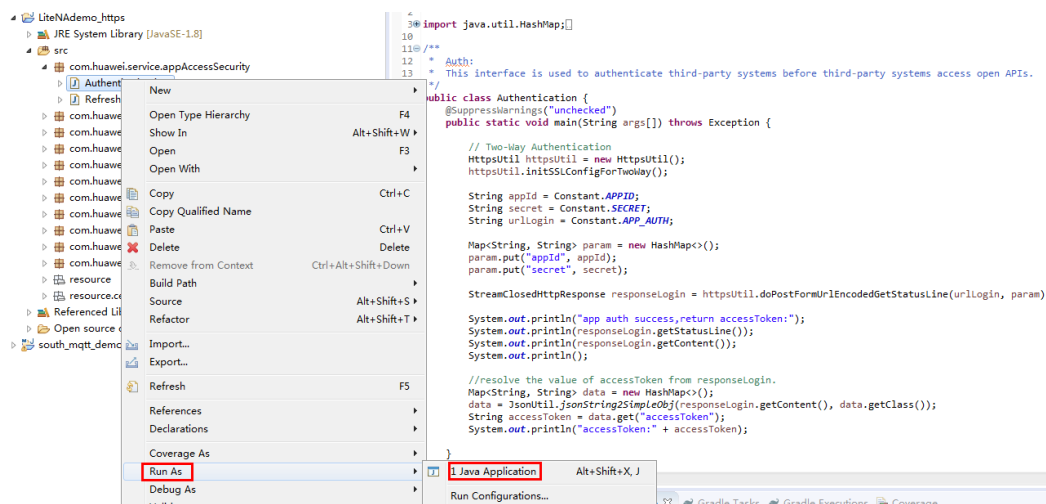 LiteNAdemo_https
JRE System Library [JavaSE-1.8]
src
com.huawei.service.appAccessSecurity
Authent
Refresh
com.huawe
com.huawe
com.huawe
com.huawe
com.huawe
com.huawe
com.huawe
com.huawe
com.huawe
com.huawe
resource
resource.ce
Referenced Li
Open source
south_mqtt_demo
New
Open Type Hierarchy F4
Show In Alt+Shift+W
Open F3
Open With
Copy Ctrl+C
Copy Qualified Name
Paste Ctrl+V
Delete Delete
Remove from Context Ctrl+Alt+Shift+Down
Build Path
Source Alt+Shift+S
Refactor Alt+Shift+T
Import...
Export...
Refresh F5
References
Declarations
Coverage As
Run As
Debug As
1 Java Application Alt+Shift+X, J
Run Configurations...
2
3 import java.util.HashMap;
10
11 /**
12 * Auth:
13 * This interface is used to authenticate third-party systems before third-party systems access open APIs.
*/
public class Authentication {
@SuppressWarnings("unchecked")
public static void main(String args[]) throws Exception {
// Two-Way Authentication
HttpsUtil httpsUtil = new HttpsUtil();
httpsUtil.initSSLConfigForTwoWay();
String appId = Constant.APPID;
String secret = Constant.SECRET;
String urlLogin = Constant.APP_AUTH;
Map<String, String> param = new HashMap<>();
param.put("appId", appId);
param.put("secret", secret);
StreamClosedHttpResponse responseLogin = httpsUtil.doPostFormUrlEncodedGetStatusLine(urlLogin, param)
System.out.println("app auth success,return accessToken:");
System.out.println(responseLogin.getStatusLine());
System.out.println(responseLogin.getContent());
System.out.println();
//resolve the value of accessToken from responseLogin.
Map<String, String> data = new HashMap<>();
data = JsonUtil.jsonString2SimpleObj(responseLogin.getContent(), data.getClass());
String accessToken = data.get("accessToken");
System.out.println("accessToken:" + accessToken);
}
Gradle Tasks Gradle Executions Coverage